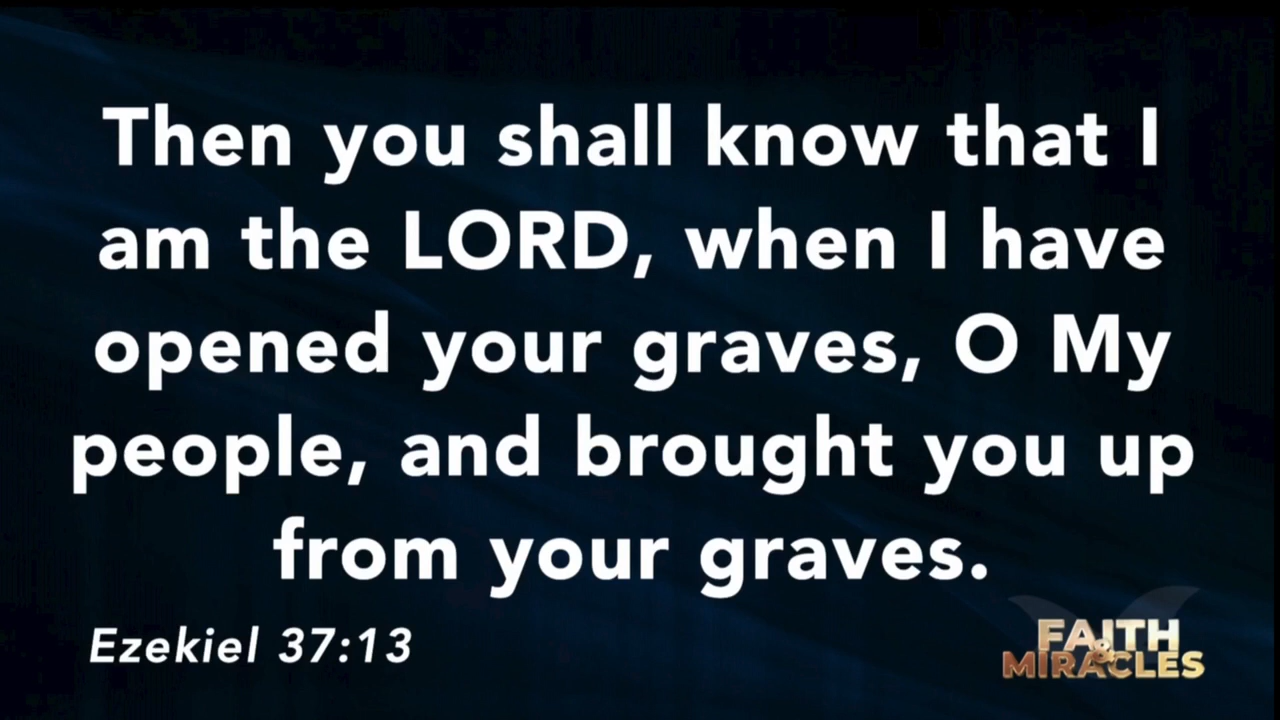 Then you shall know that I
am the LORD, when I have
opened your graves, O My
people, and brought you up
from your graves.
Ezekiel 37:13
FAITH
&
MIRACLES